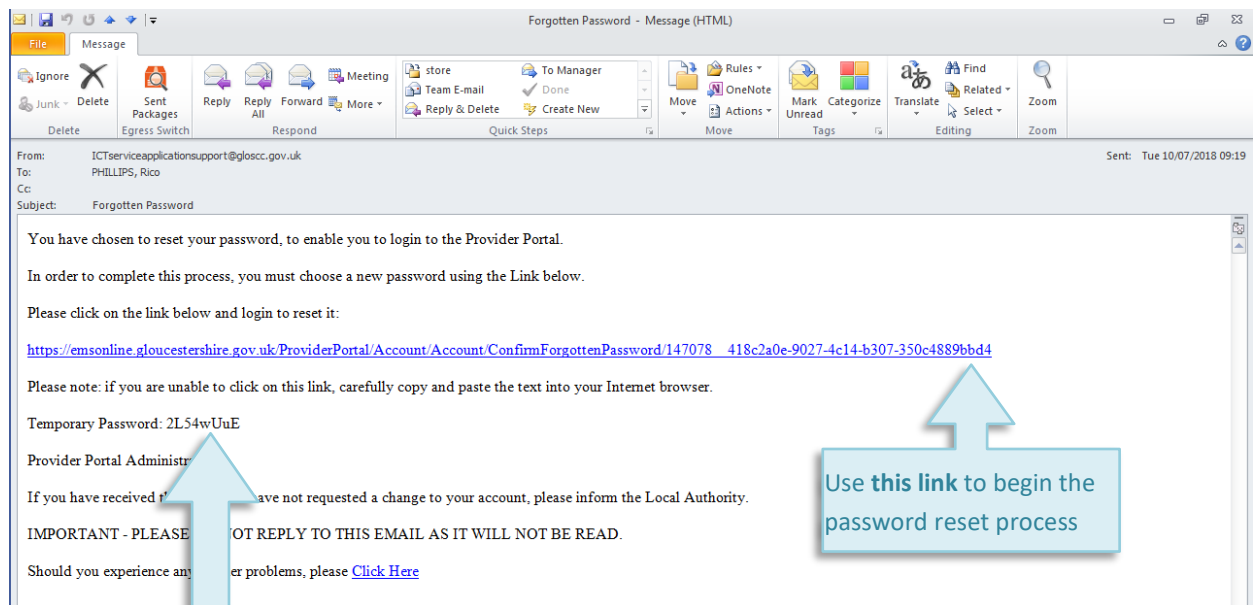 Forgotten Password - Message (HTML)
File Message
Ignore
Junk
Delete
Delete
Sent Packages
Egress Switch
Reply Reply All Forward
Meeting
More
Respond
store
Team E-mail
Reply & Delete
To Manager
Done
Create New
Quick Steps
Move
Rules
OneNote
Actions
Move
Mark Unread Categorize
Tags
Translate
Find
Related
Select
Editing
Zoom
Zoom
From: ICTserviceapplicationsupport@gloscc.gov.uk
Sent: Tue 10/07/2018 09:19
To: PHILLIPS, Rico
Cc:
Subject: Forgotten Password
You have chosen to reset your password, to enable you to login to the Provider Portal.
In order to complete this process, you must choose a new password using the Link below.
Please click on the link below and login to reset it:
https://emsonline.gloucestershire.gov.uk/ProviderPortal/Account/Account/ConfirmForgottenPassword/147078__418c2a0e-9027-4c14-b307-350c4889bbd4
Please note: if you are unable to click on this link, carefully copy and paste the text into your Internet browser.
Temporary Password: 2L54wUuE
Provider Portal
If you have received have not requested a change to your account, please inform the Local Authority.
IMPORTANT - PLEASE NOT REPLY TO THIS EMAIL AS IT WILL NOT BE READ.
Should you experience problems, please Click Here
Use this link to begin the
password reset process